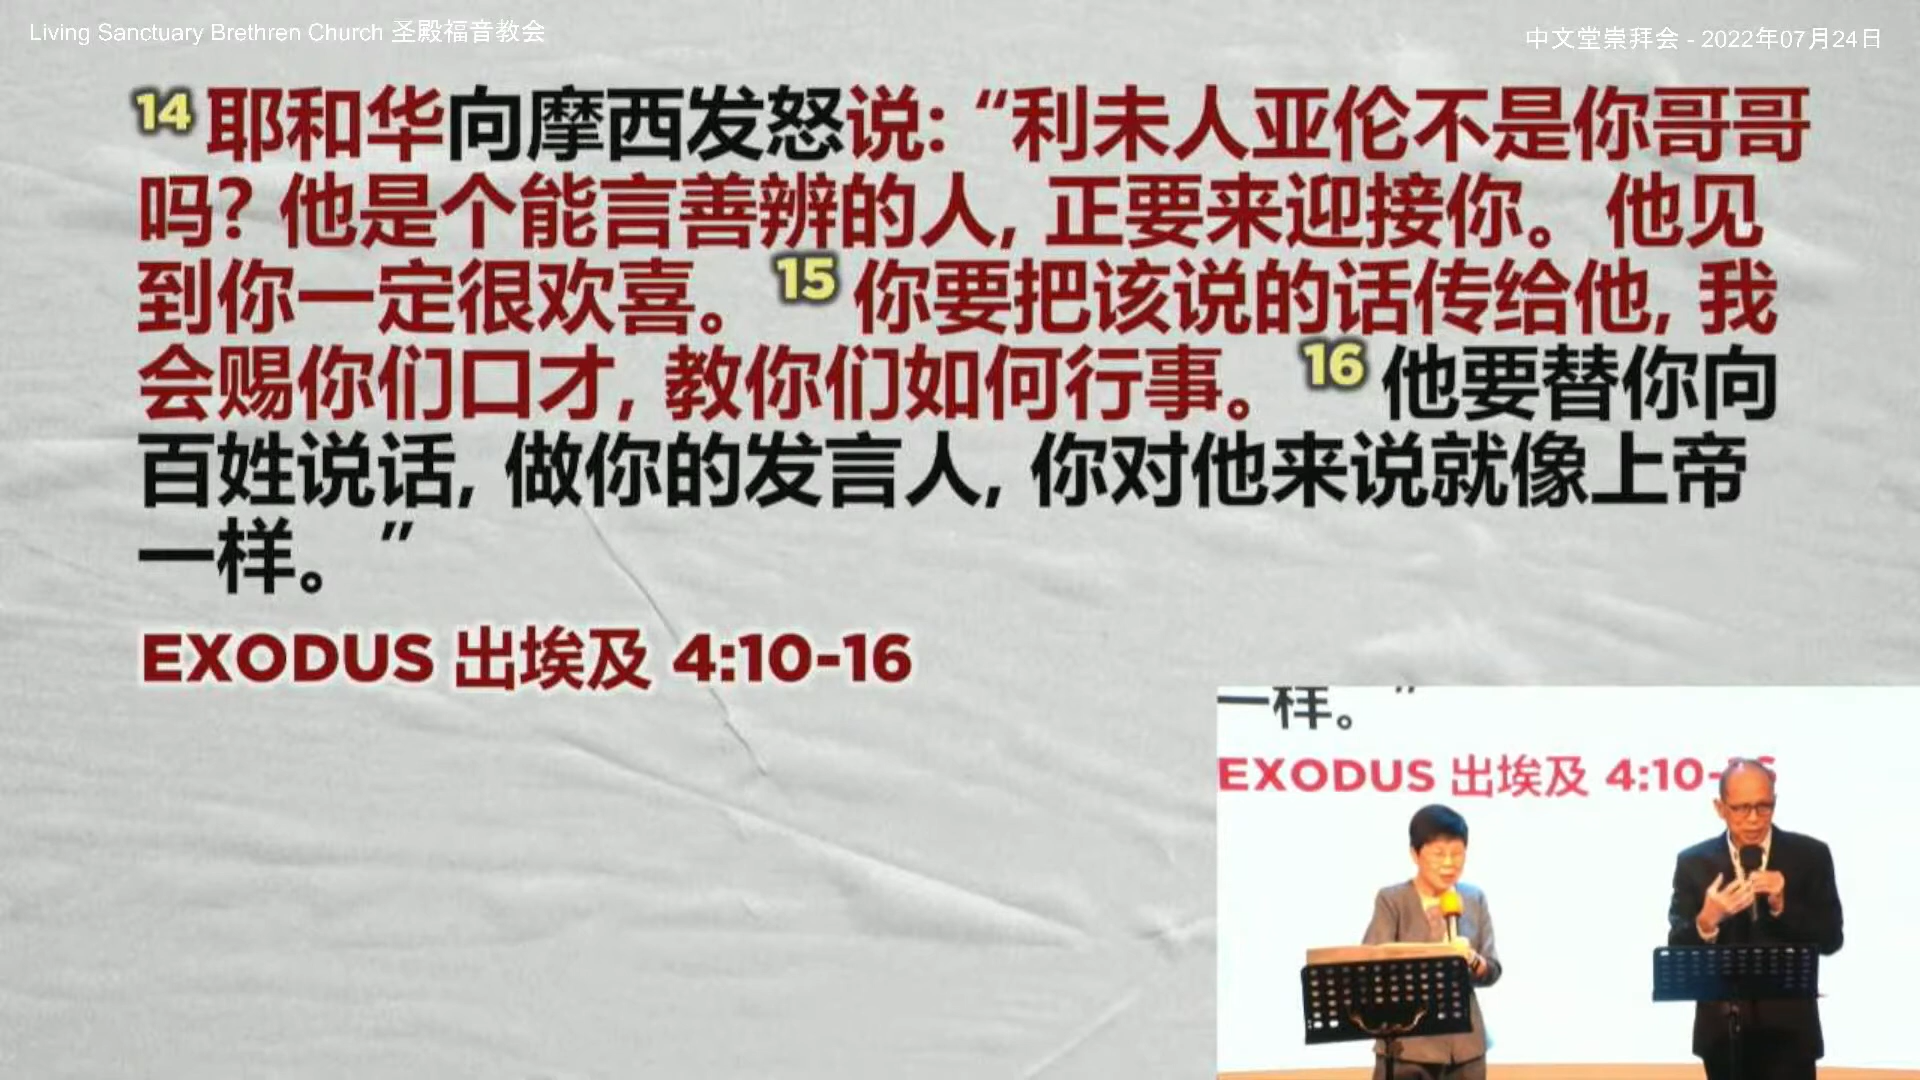 Living Sanctuary Brethren Church 圣殿福音教会
中文堂崇拜会 - 2022年07月24日
14 耶和华向摩西发怒说: “利未人亚伦不是你哥哥
吗? 他是个能言善辨的人, 正要来迎接你。 他见
到你一定很欢喜。 15 你要把该说的话传给他, 我
会赐你们口才, 教你们如何行事。 16 他要替你向
百姓说话, 做你的发言人, 你对他来说就像上帝
一样。 ”
EXODUS 出埃及 4:10-16
一样。 ”
EXODUS 出埃及 4:10-16